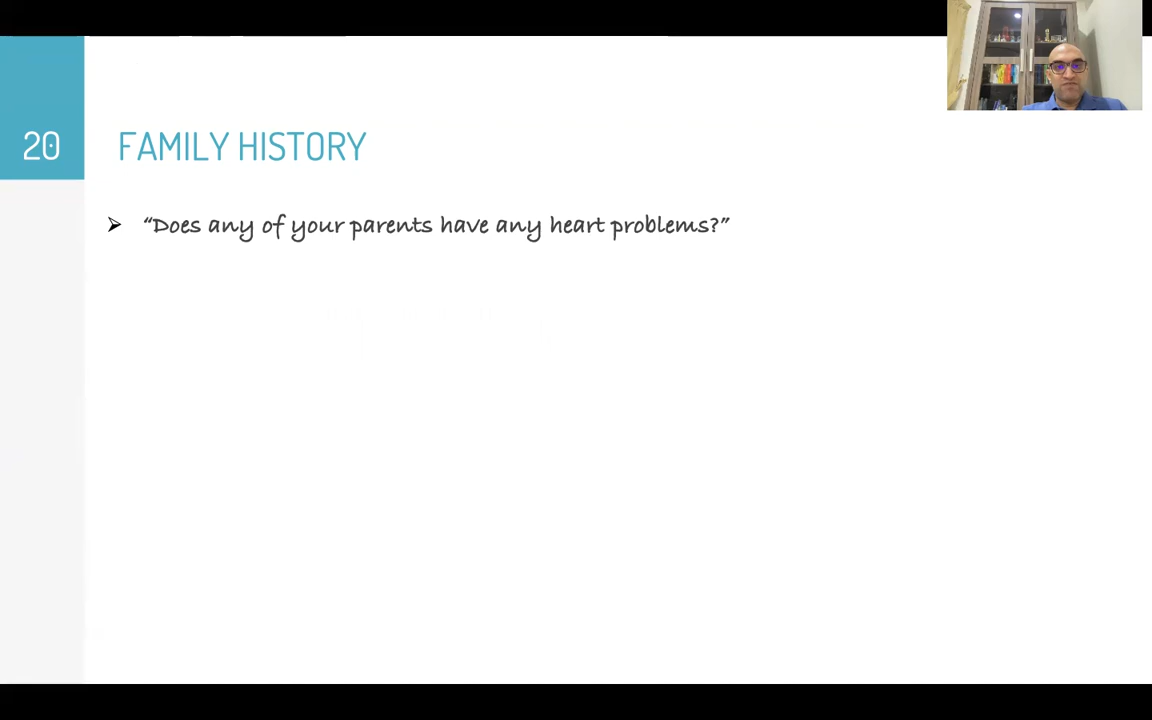 20
FAMILY HISTORY
➢ “Does any of your parents have any heart problems?”